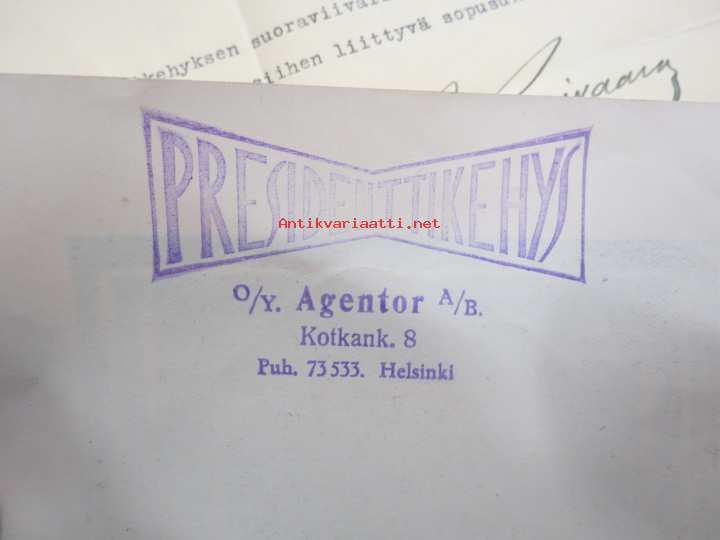 kehyksen suoraviivai
siihen liittyvä sopusu
PRESIDENTTIKEHYS
Antikvariaatti.net
O/Y. Agentor A/B.
Kotkank. 8
Puh. 73533. Helsinki